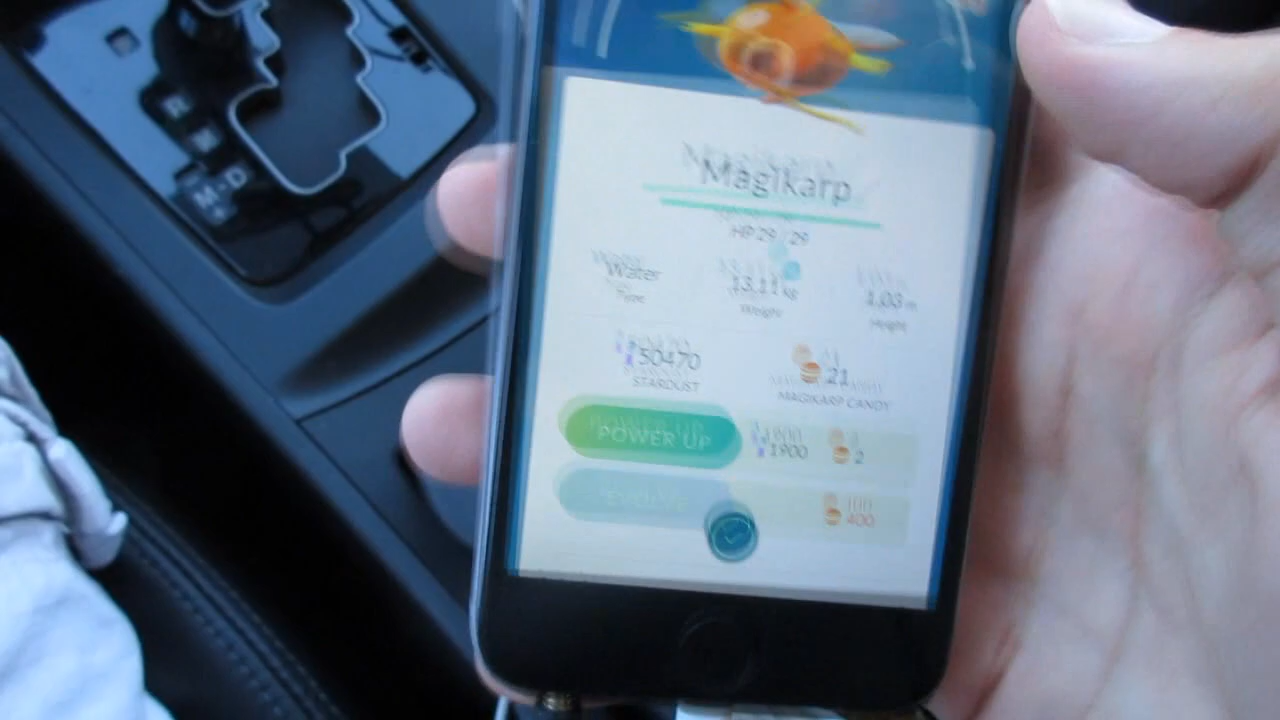 R
M D
Magikarp
HP 29 / 29
Water
13.11 kg
1.03 m
Type
Weight
Height
50470
21
STARDUST
MAGIKARP CANDY
POWER UP
1900
2
EVOLVE
400